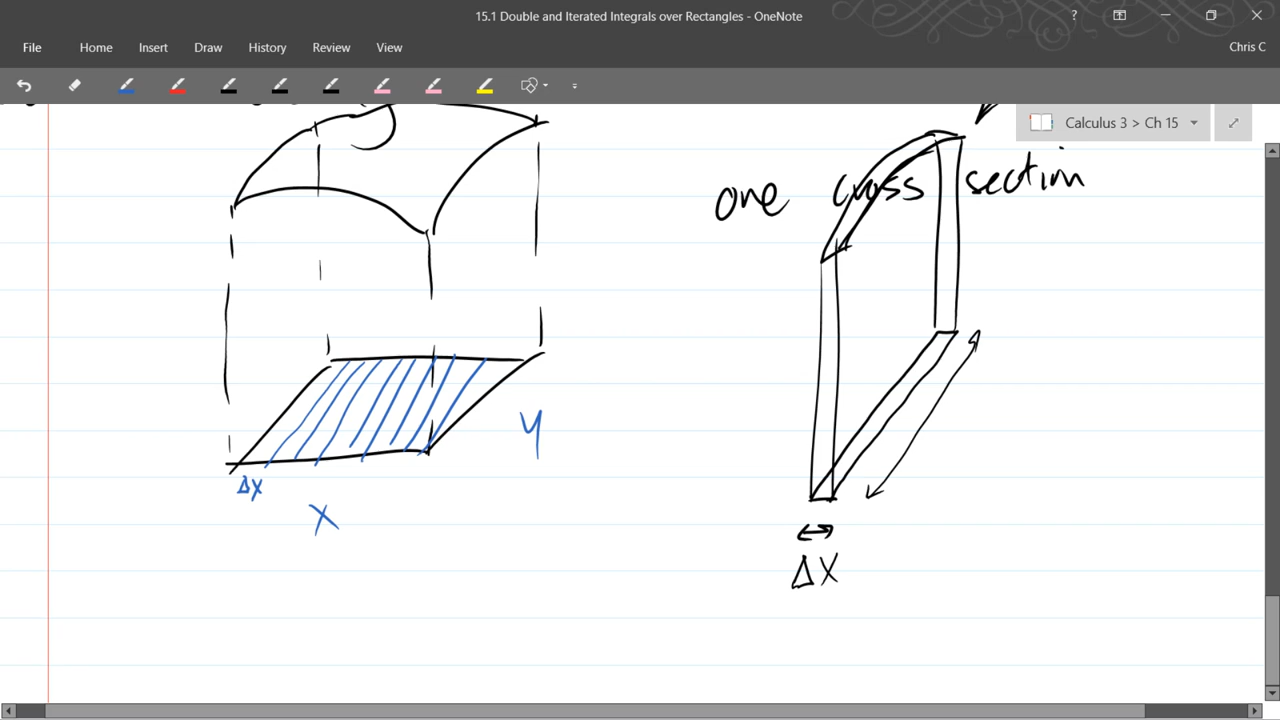 15.1 Double and Iterated Integrals over Rectangles - OneNote
?
File Home Insert Draw History Review View
Chris C
Calculus 3 > Ch 15
one cross section
y
Δx
x
Δx